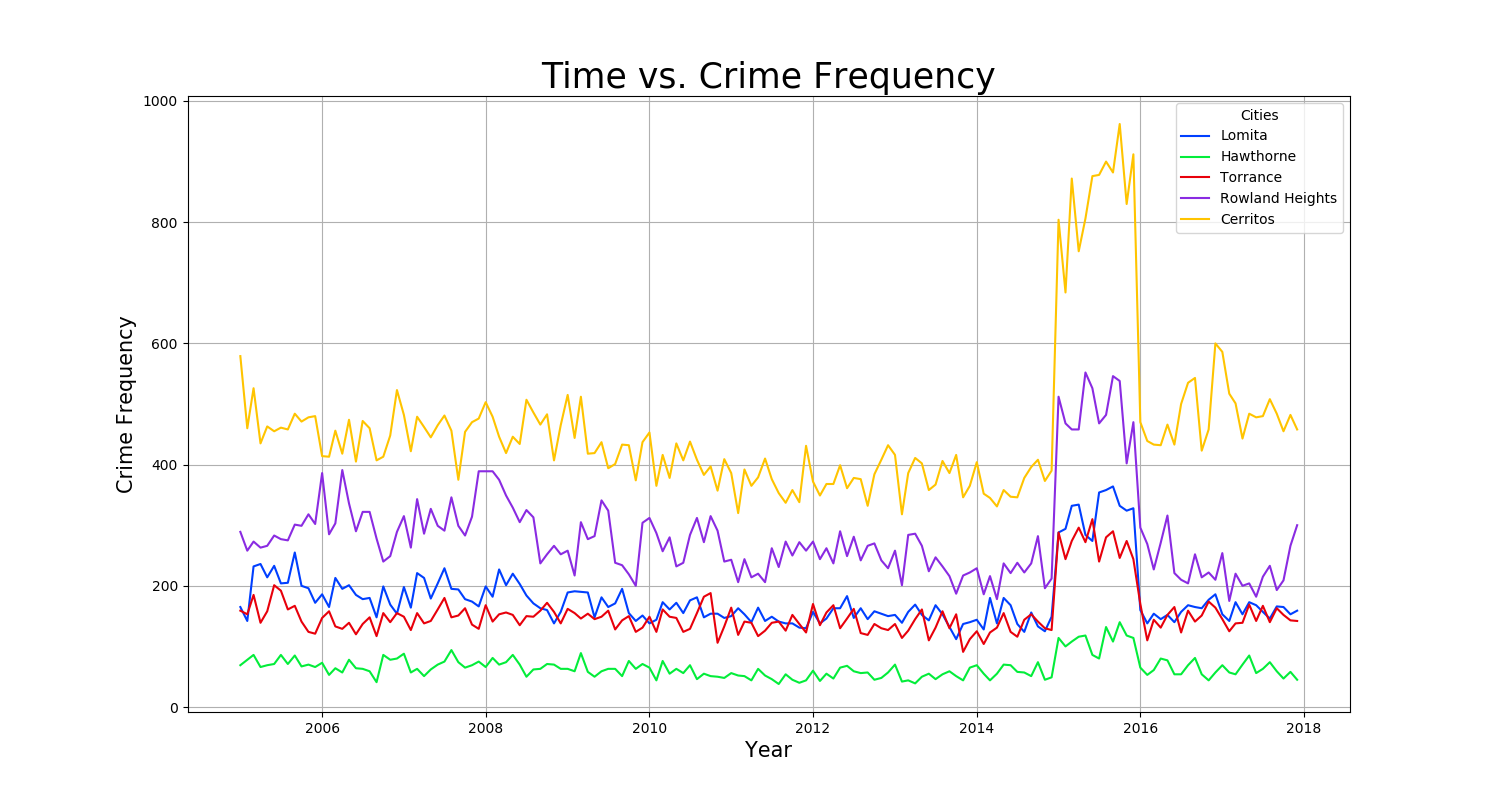 Time vs. Crime Frequency
1000
800
600
400
200
0
Crime Frequency
Cities
Lomita
Hawthorne
Torrance
Rowland Heights
Cerritos
2006 2008 2010 2012 2014 2016 2018
Year